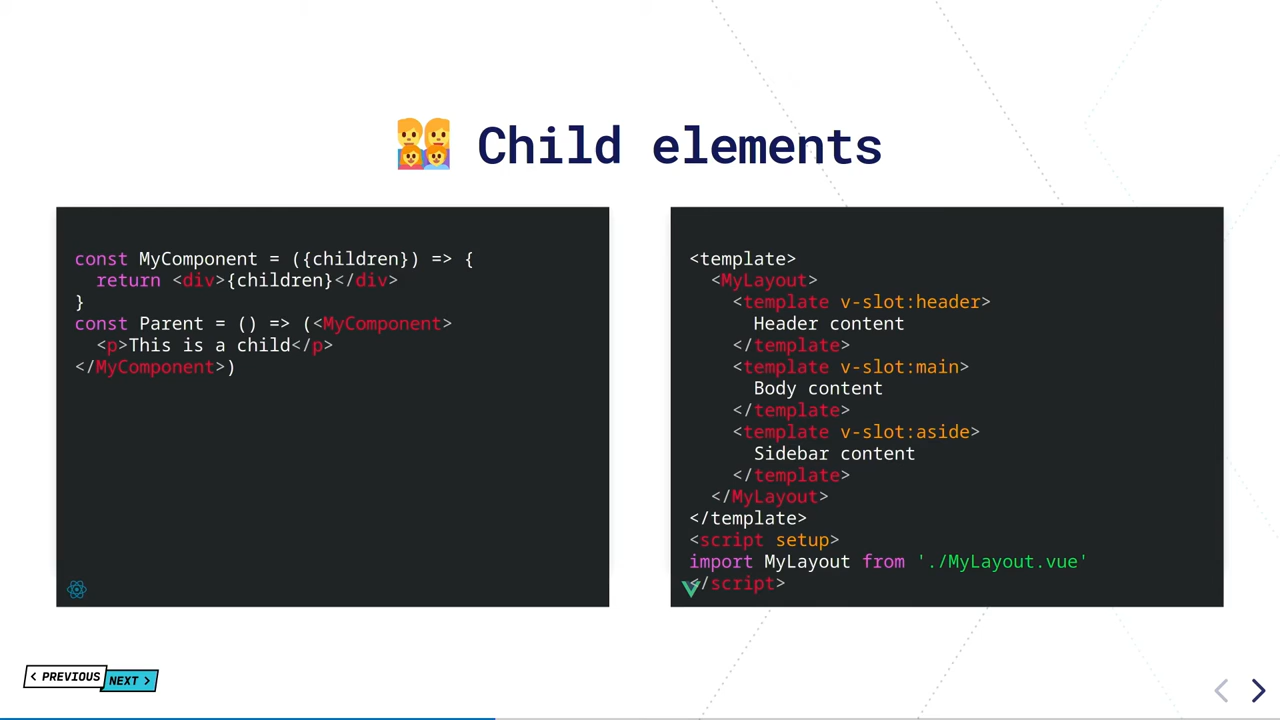 Child elements
const MyComponent = ({children}) => {
  return <div>{children}</div>
}
const Parent = () => (<MyComponent>
  <p>This is a child</p>
</MyComponent>)
<template>
  <MyLayout>
    <template v-slot:header>
      Header content
    </template>
    <template v-slot:main>
      Body content
    </template>
    <template v-slot:aside>
      Sidebar content
    </template>
  </MyLayout>
</template>
<script setup>
import MyLayout from './MyLayout.vue'
</script>
< PREVIOUS
NEXT >